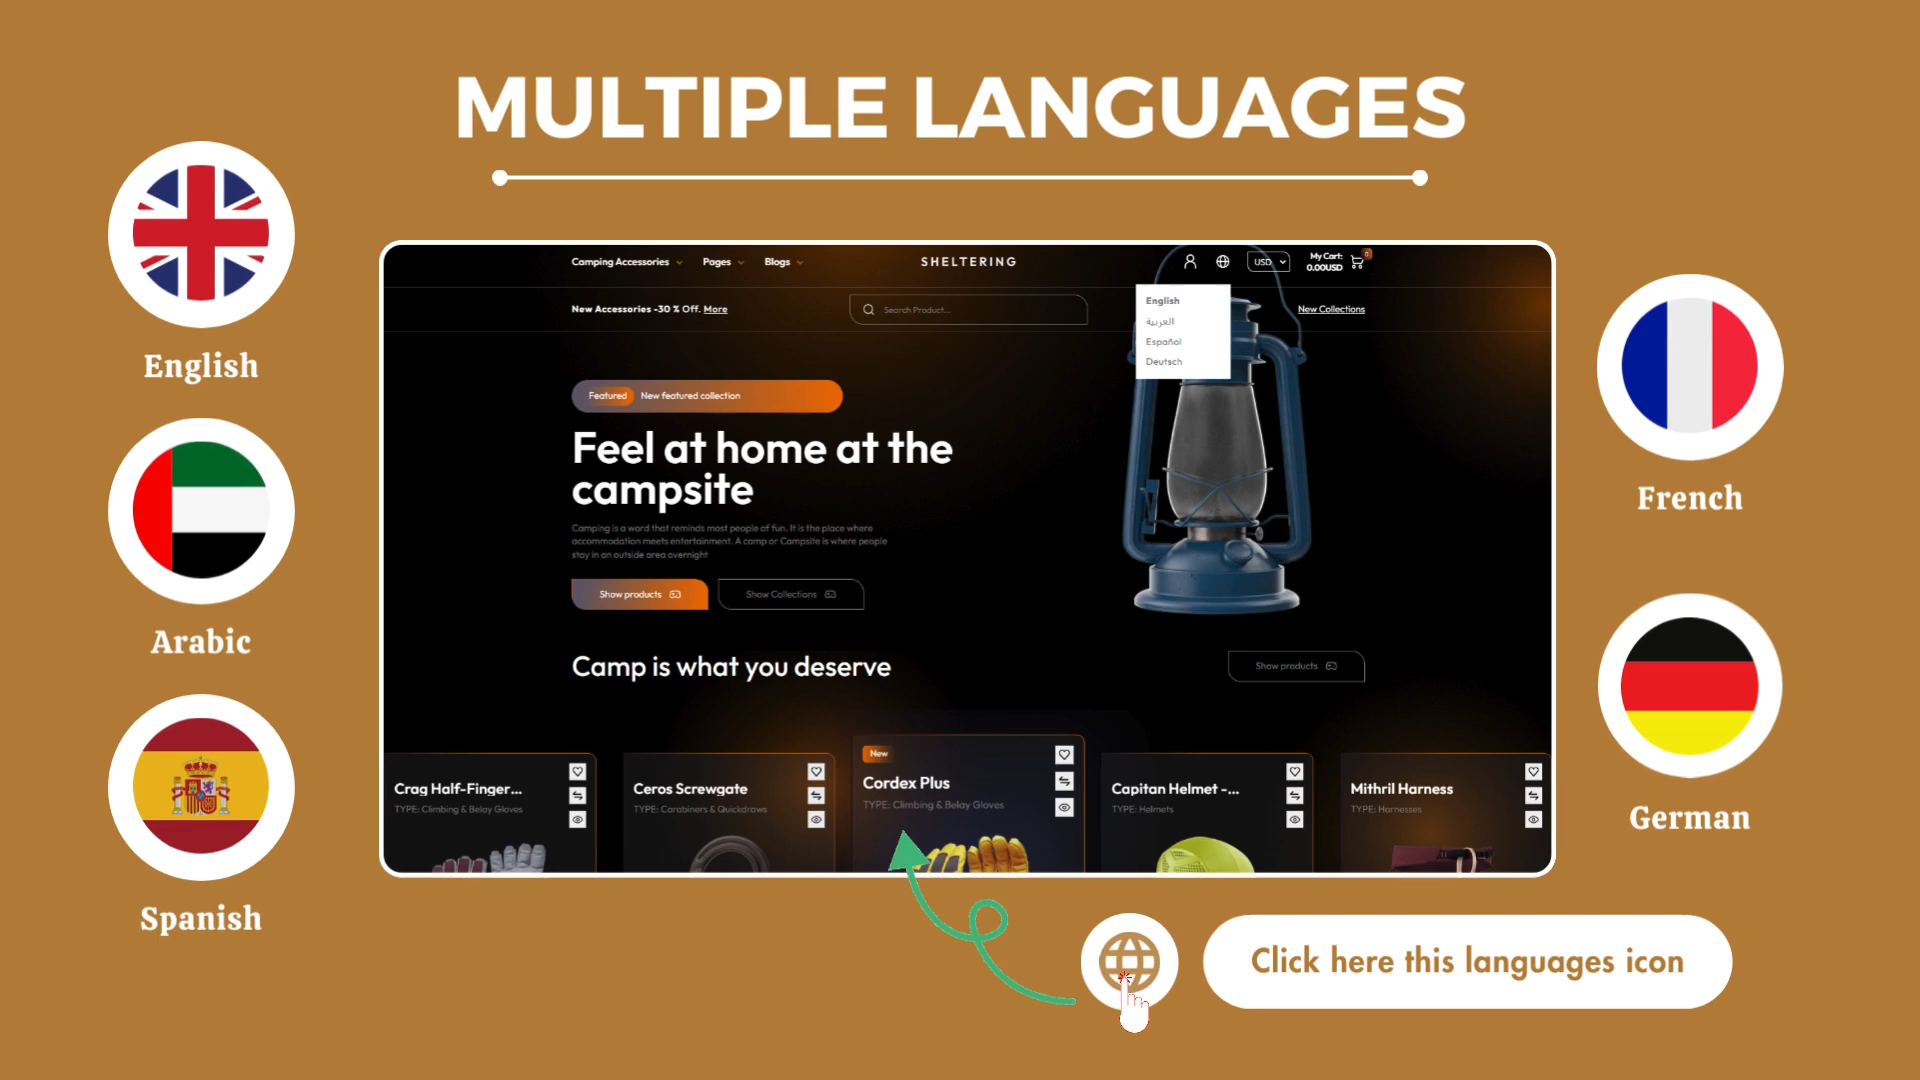 MULTIPLE LANGUAGES
English
Arabic
Spanish
French
German
Camping Accessories
Pages
Blogs
SHELTERING
USD
My Cart:
0.00USD
0
New Accessories -30 % Off. More
Search Product...
New Collections
English
العربية
Español
Deutsch
Featured
New featured collection
Feel at home at the
campsite
Camping is a word that reminds most people of fun. It is the place where
accommodation meets entertainment. A camp or Campsite is where people
stay in an outside area overnight
Show products
Show Collections
Camp is what you deserve
Show products
Crag Half-Finger...
TYPE: Climbing & Belay Gloves
Ceros Screwgate
TYPE: Carabiners & Quickdraws
New
Cordex Plus
TYPE: Climbing & Belay Gloves
Capitan Helmet -...
TYPE: Helmets
Mithril Harness
TYPE: Harnesses
Click here this languages icon